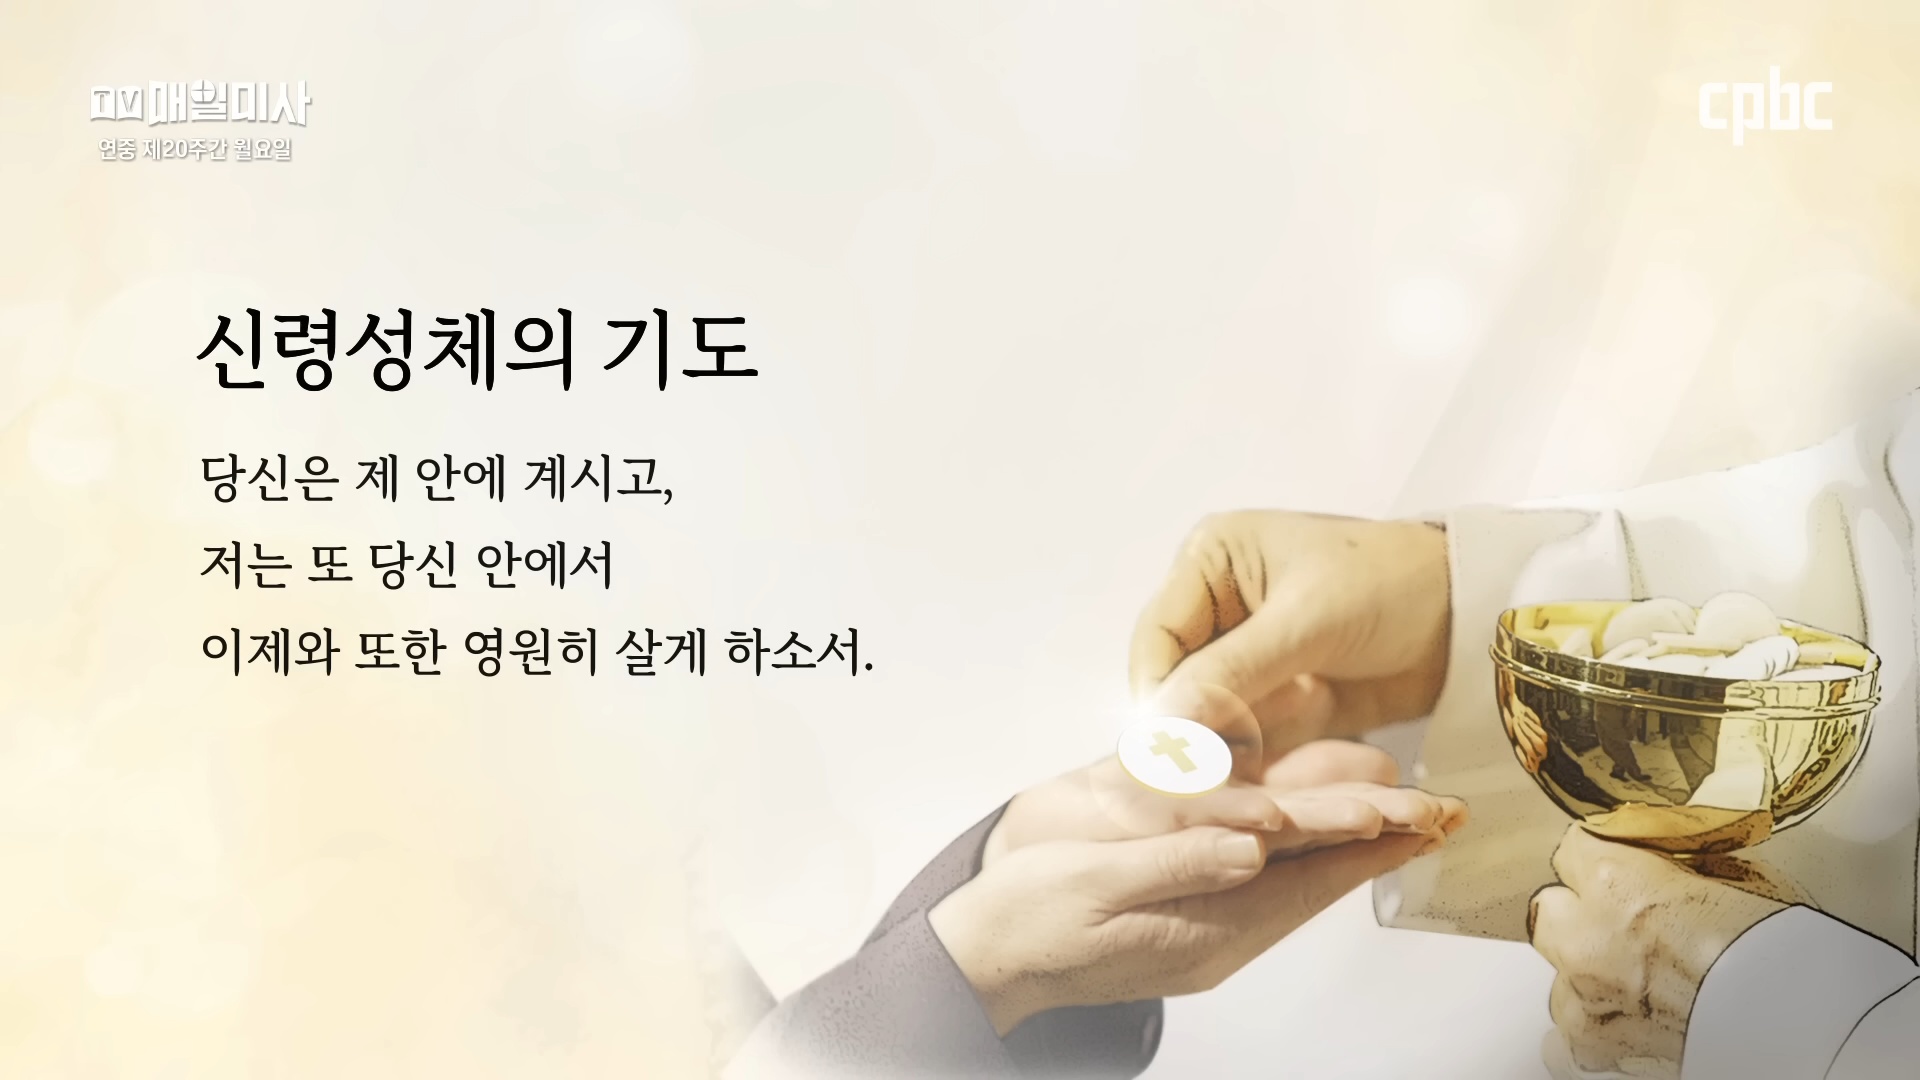 TV매일미사
연중 제20주간 월요일
cpbc
신령성체의 기도
당신은 제 안에 계시고,
저는 또 당신 안에서
이제와 또한 영원히 살게 하소서.